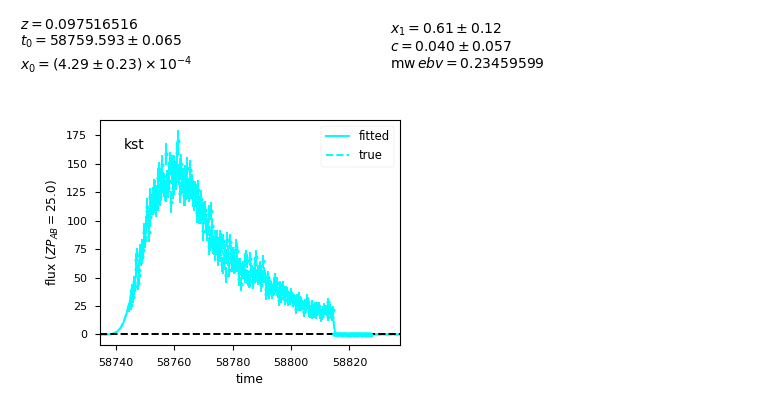 z = 0.097516516
t₀ = 58759.593 ± 0.065
x₀ = (4.29 ± 0.23) × 10⁻⁴
x₁ = 0.61 ± 0.12
c = 0.040 ± 0.057
mw ebv = 0.23459599
kst
fitted
true
175
150
125
100
75
50
25
0
flux (ZP_AB = 25.0)
58740 58760 58780 58800 58820
time